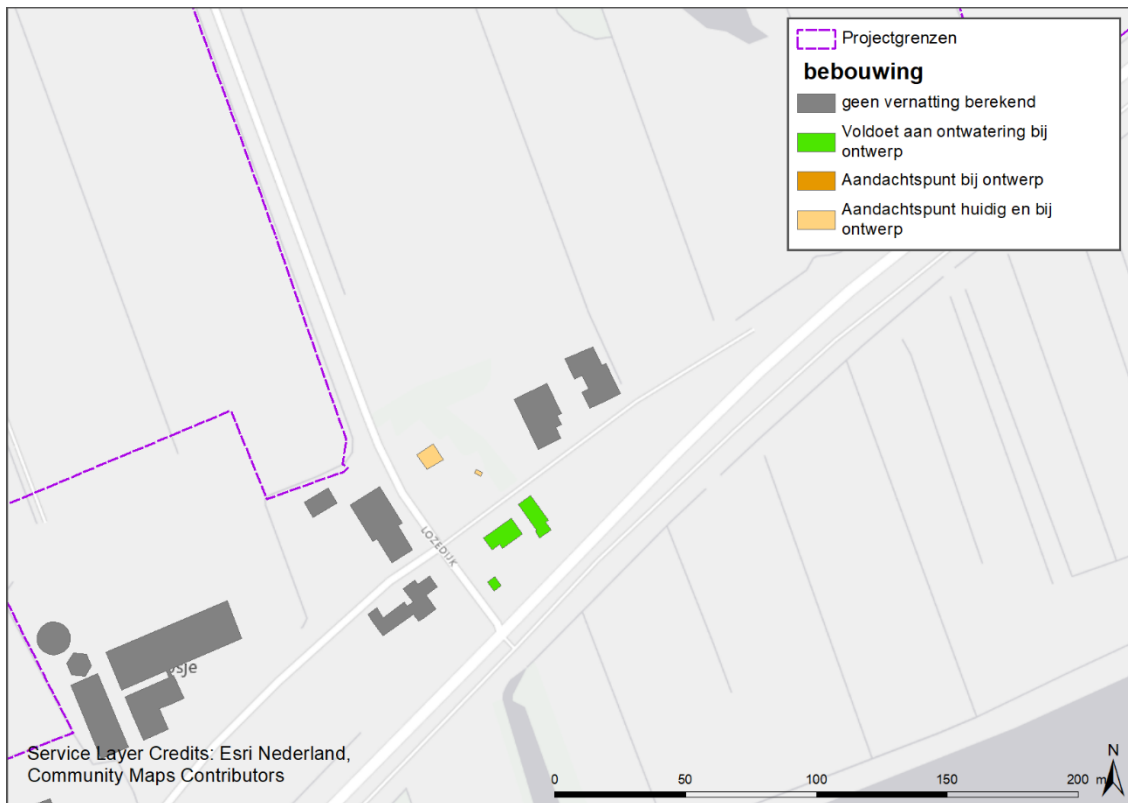 Projectgrenzen
bebouwing
geen vernatting berekend
Voldoet aan ontwatering bij
ontwerp
Aandachtspunt bij ontwerp
Aandachtspunt huidig en bij
ontwerp
LOZEDIJK
Service Layer Credits: Esri Nederland,
Community Maps Contributors
0 50 100 150 200 m
N